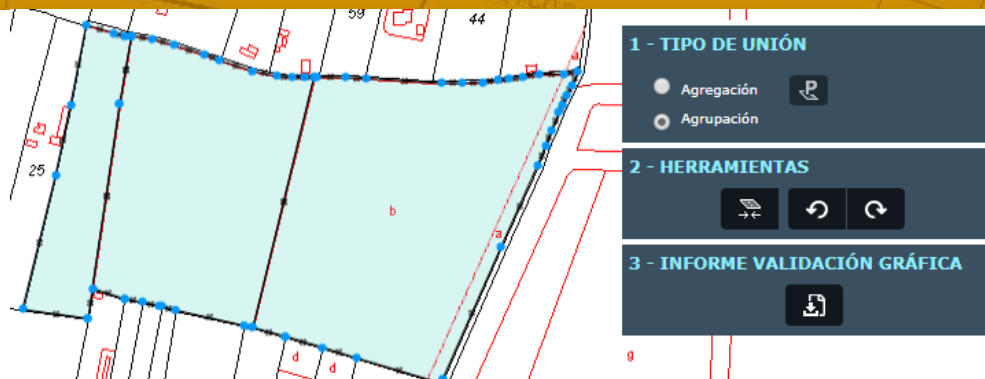 59
44
25
b
a
a
d
d
g
1 - TIPO DE UNIÓN
Agregación
P
Agrupación
2 - HERRAMIENTAS
3 - INFORME VALIDACIÓN GRÁFICA